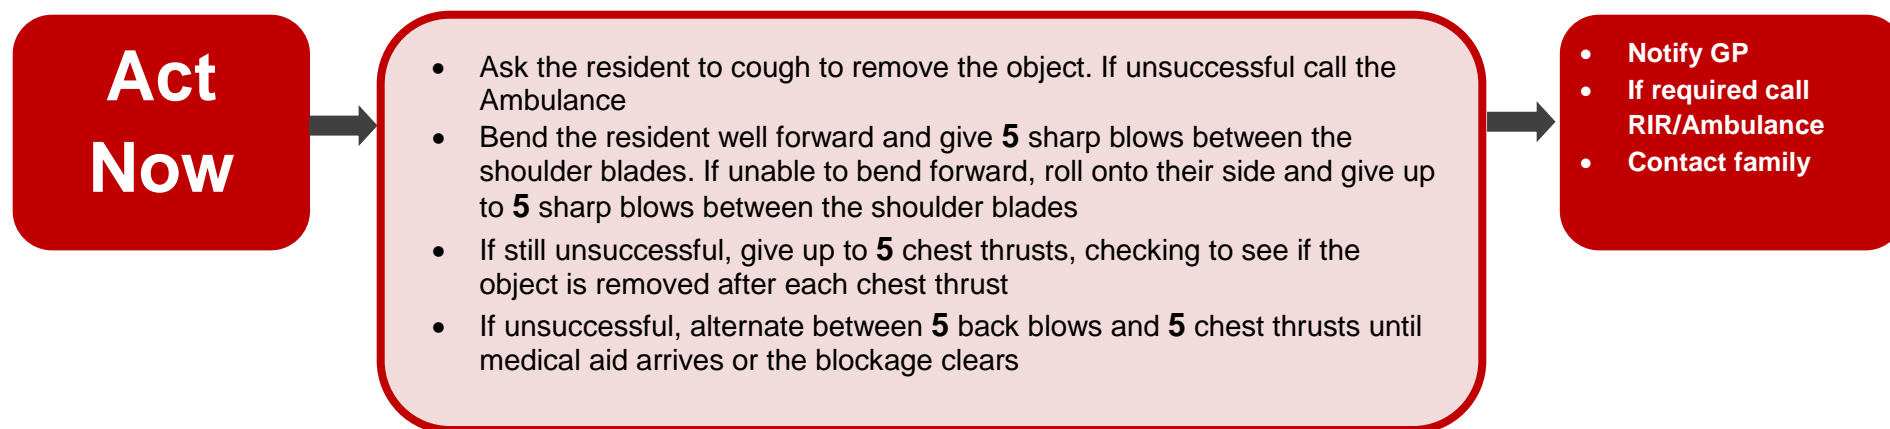 Act
Now
• Ask the resident to cough to remove the object. If unsuccessful call the
Ambulance
• Bend the resident well forward and give 5 sharp blows between the
shoulder blades. If unable to bend forward, roll onto their side and give up
to 5 sharp blows between the shoulder blades
• If still unsuccessful, give up to 5 chest thrusts, checking to see if the
object is removed after each chest thrust
• If unsuccessful, alternate between 5 back blows and 5 chest thrusts until
medical aid arrives or the blockage clears
• Notify GP
• If required call
RIR/Ambulance
• Contact family